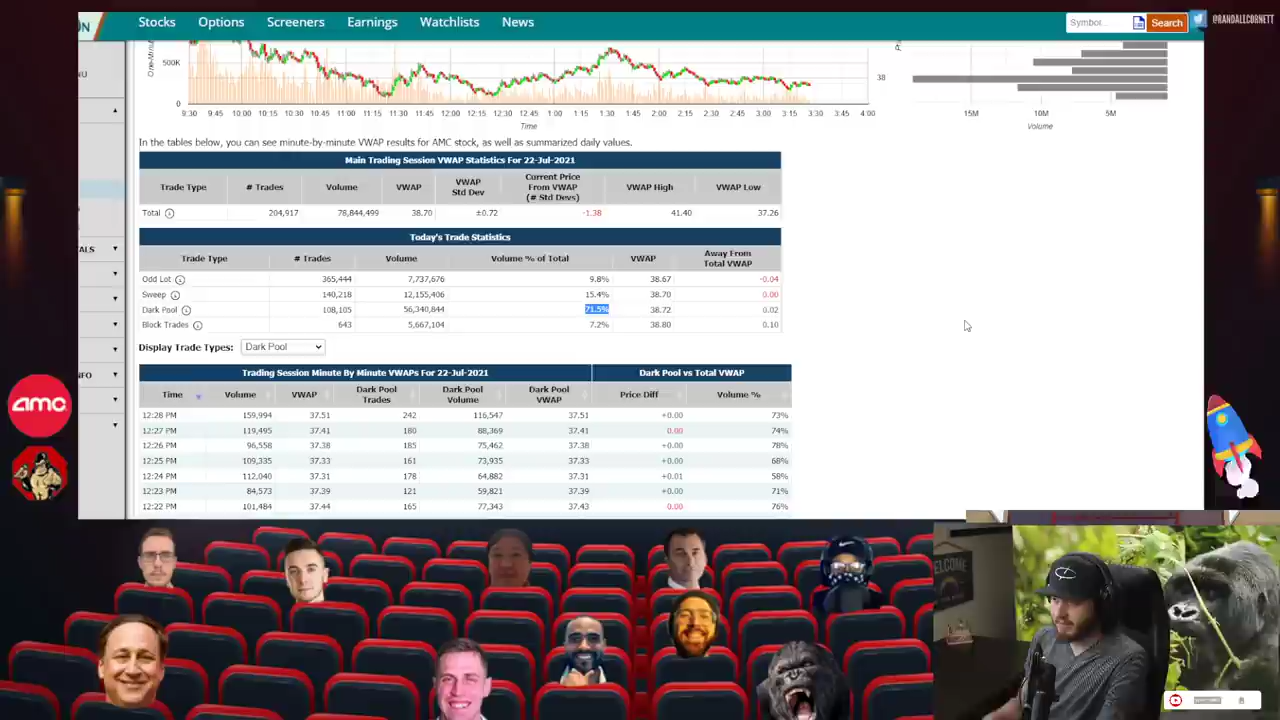 Stocks Options Screeners Earnings Watchlists News
Symbol... Search
@RANDALLCORNETT
500K
0
9:30 9:45 10:00 10:15 10:30 10:45 11:00 11:15 11:30 11:45 12:00 12:15 12:30 12:45 1:00 1:15 1:30 1:45 2:00 2:15 2:30 2:45 3:00 3:15 3:30 3:45 4:00
Time
38
15M 10M 5M
Volume
In the tables below, you can see minute-by-minute VWAP results for AMC stock, as well as summarized daily values.
Main Trading Session VWAP Statistics For 22-Jul-2021
Trade Type # Trades Volume VWAP VWAP Std Dev Current Price From VWAP (# Std Devs) VWAP High VWAP Low
Total 204,917 78,844,499 38.70 ±0.72 -1.38 41.40 37.26
Today's Trade Statistics
Trade Type # Trades Volume Volume % of Total VWAP Away From Total VWAP
Odd Lot 365,444 7,737,676 9.8% 38.67 -0.04
Sweep 140,218 12,155,406 15.4% 38.70 0.00
Dark Pool 108,105 56,340,844 71.5% 38.72 0.02
Block Trades 643 5,667,104 7.2% 38.80 0.10
Display Trade Types: Dark Pool
Trading Session Minute By Minute VWAPs For 22-Jul-2021 Dark Pool vs Total VWAP
Time Volume VWAP Dark Pool Trades Dark Pool Volume Dark Pool VWAP Price Diff Volume %
12:28 PM 159,994 37.51 242 116,547 37.51 +0.00 73%
12:27 PM 119,495 37.41 180 88,369 37.41 0.00 74%
12:26 PM 96,558 37.38 185 75,462 37.38 +0.00 78%
12:25 PM 109,335 37.33 161 73,935 37.33 +0.00 68%
12:24 PM 112,040 37.31 178 64,882 37.31 +0.01 58%
12:23 PM 84,573 37.39 121 59,821 37.39 +0.00 71%
12:22 PM 101,484 37.44 165 77,343 37.43 0.00 76%
amc